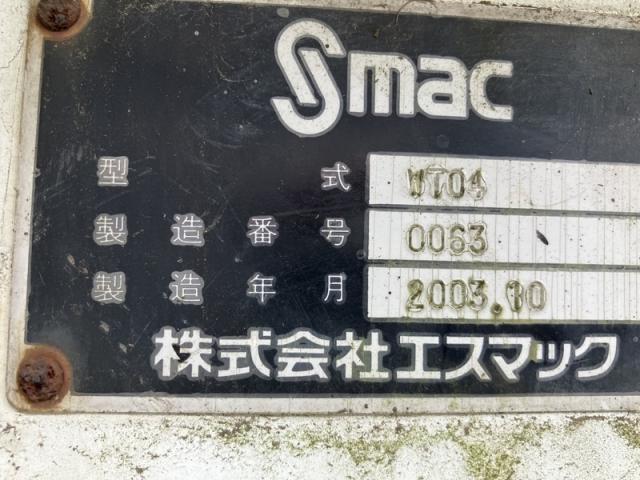 Smac
型式 WT04
製造番号 0063
製造年月 2003.10
株式会社エスマック